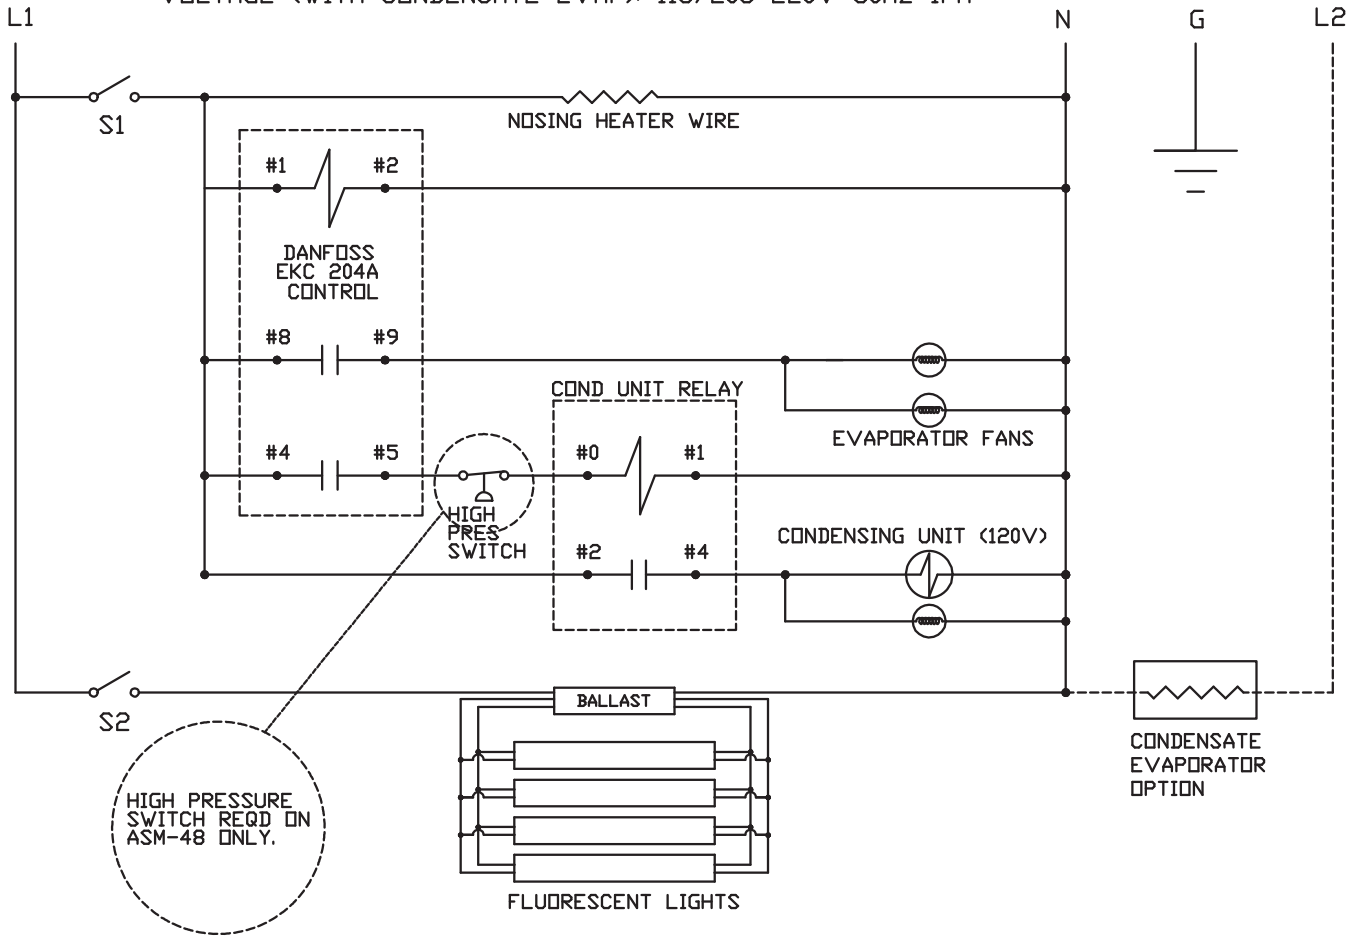 L1
N
G
L2
S1
NOSING HEATER WIRE
#1
#2
DANFOSS
EKC 204A
CONTROL
#8
#9
COND UNIT RELAY
EVAPORATOR FANS
#4
#5
#0
#1
HIGH
PRES
SWITCH
CONDENSING UNIT (120V)
#2
#4
S2
BALLAST
CONDENSATE
EVAPORATOR
OPTION
HIGH PRESSURE
SWITCH REQD ON
ASM-48 ONLY.
FLUORESCENT LIGHTS